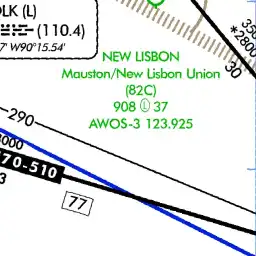 OLK (L)
(110.4)
7' W90°15.54'
350
*2800
30
NEW LISBON
Mauston/New Lisbon Union
(82C)
908 Ⓛ 37
AWOS-3 123.925
290
4000
70.510
3
77